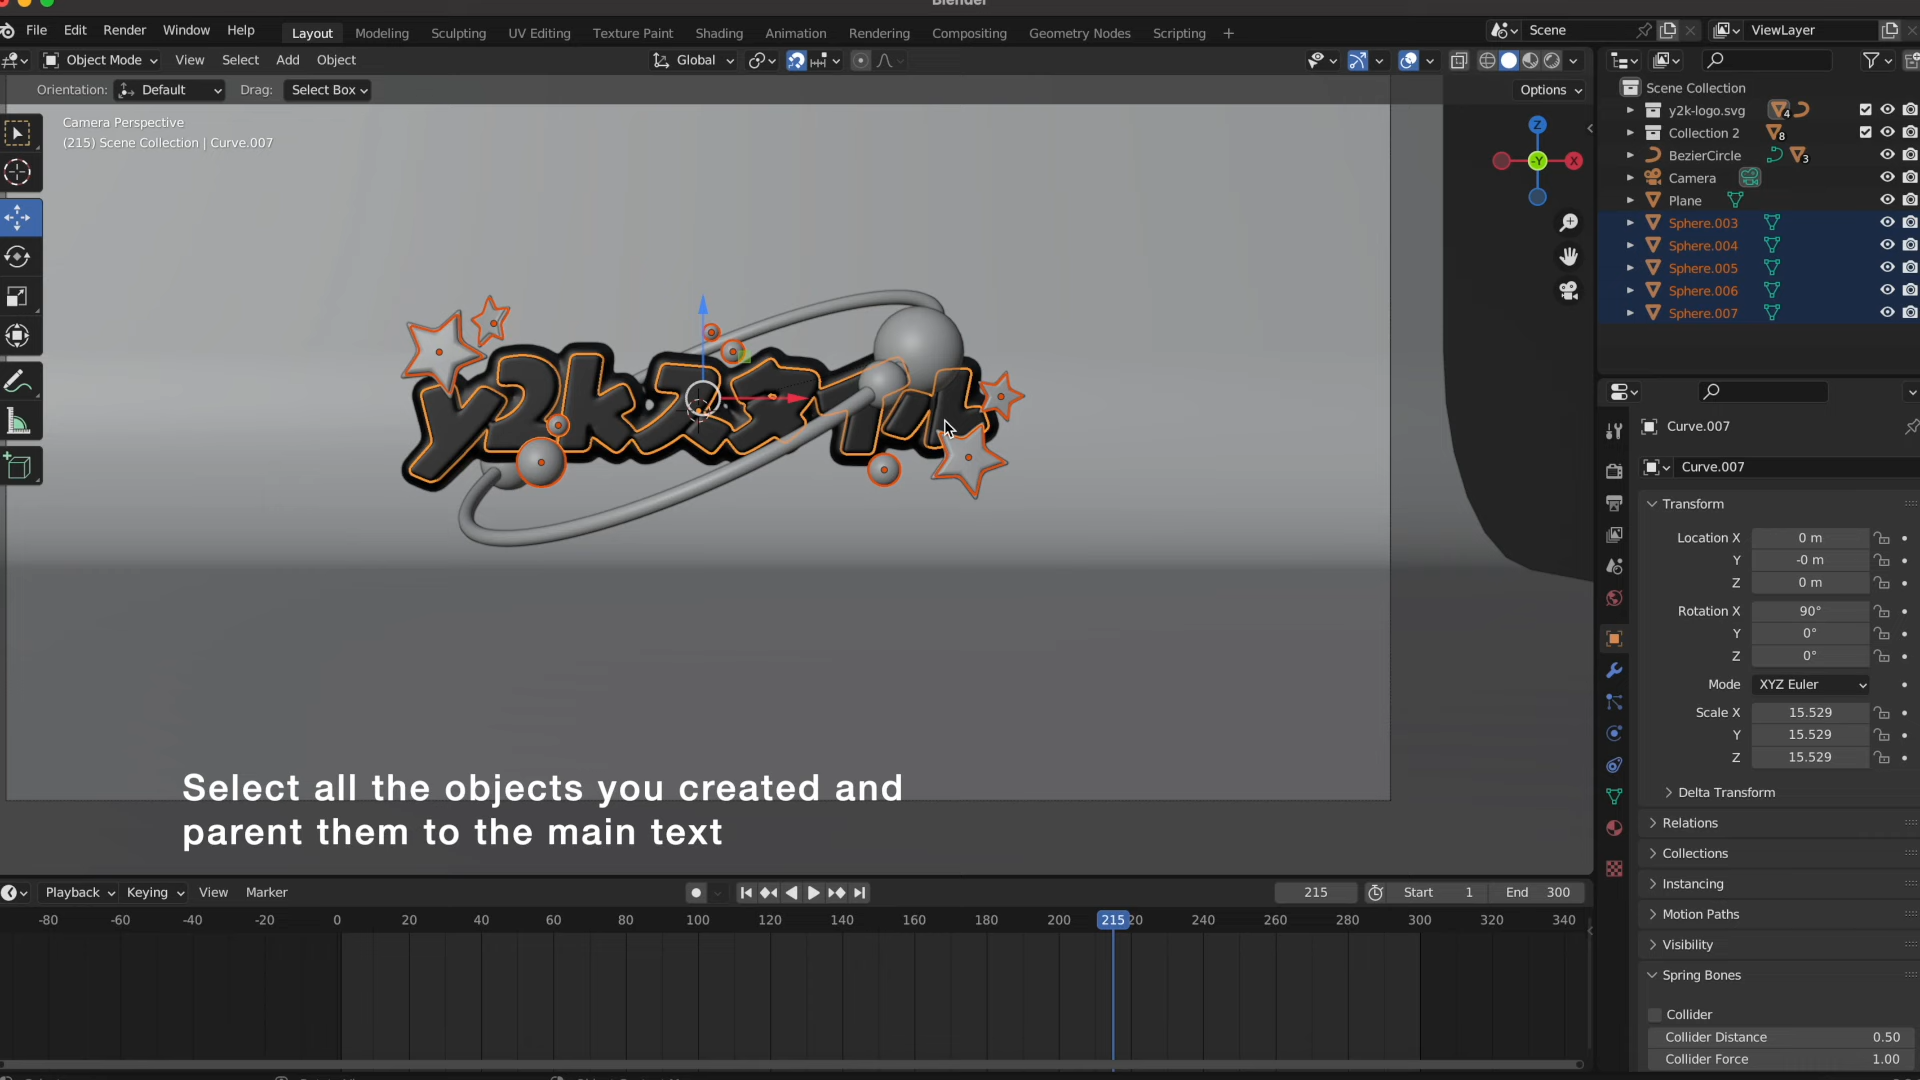 Blender
File Edit Render Window Help Layout Modeling Sculpting UV Editing Texture Paint Shading Animation Rendering Compositing Geometry Nodes Scripting + Scene ViewLayer
Object Mode View Select Add Object Global
Orientation: Default Drag: Select Box Options
Camera Perspective
(215) Scene Collection | Curve.007
Z
-Y
X
Scene Collection
y2k-logo.svg 4
Collection 2 8
BezierCircle 3
Camera
Plane
Sphere.003
Sphere.004
Sphere.005
Sphere.006
Sphere.007
Curve.007
Curve.007
Transform
Location X 0 m
Y -0 m
Z 0 m
Rotation X 90°
Y 0°
Z 0°
Mode XYZ Euler
Scale X 15.529
Y 15.529
Z 15.529
Delta Transform
Relations
Collections
Instancing
Motion Paths
Visibility
Spring Bones
Collider
Collider Distance 0.50
Collider Force 1.00
Select all the objects you created and
parent them to the main text
Playback Keying View Marker 215 Start 1 End 300
-80 -60 -40 -20 0 20 40 60 80 100 120 140 160 180 200 215 20 240 260 280 300 320 340